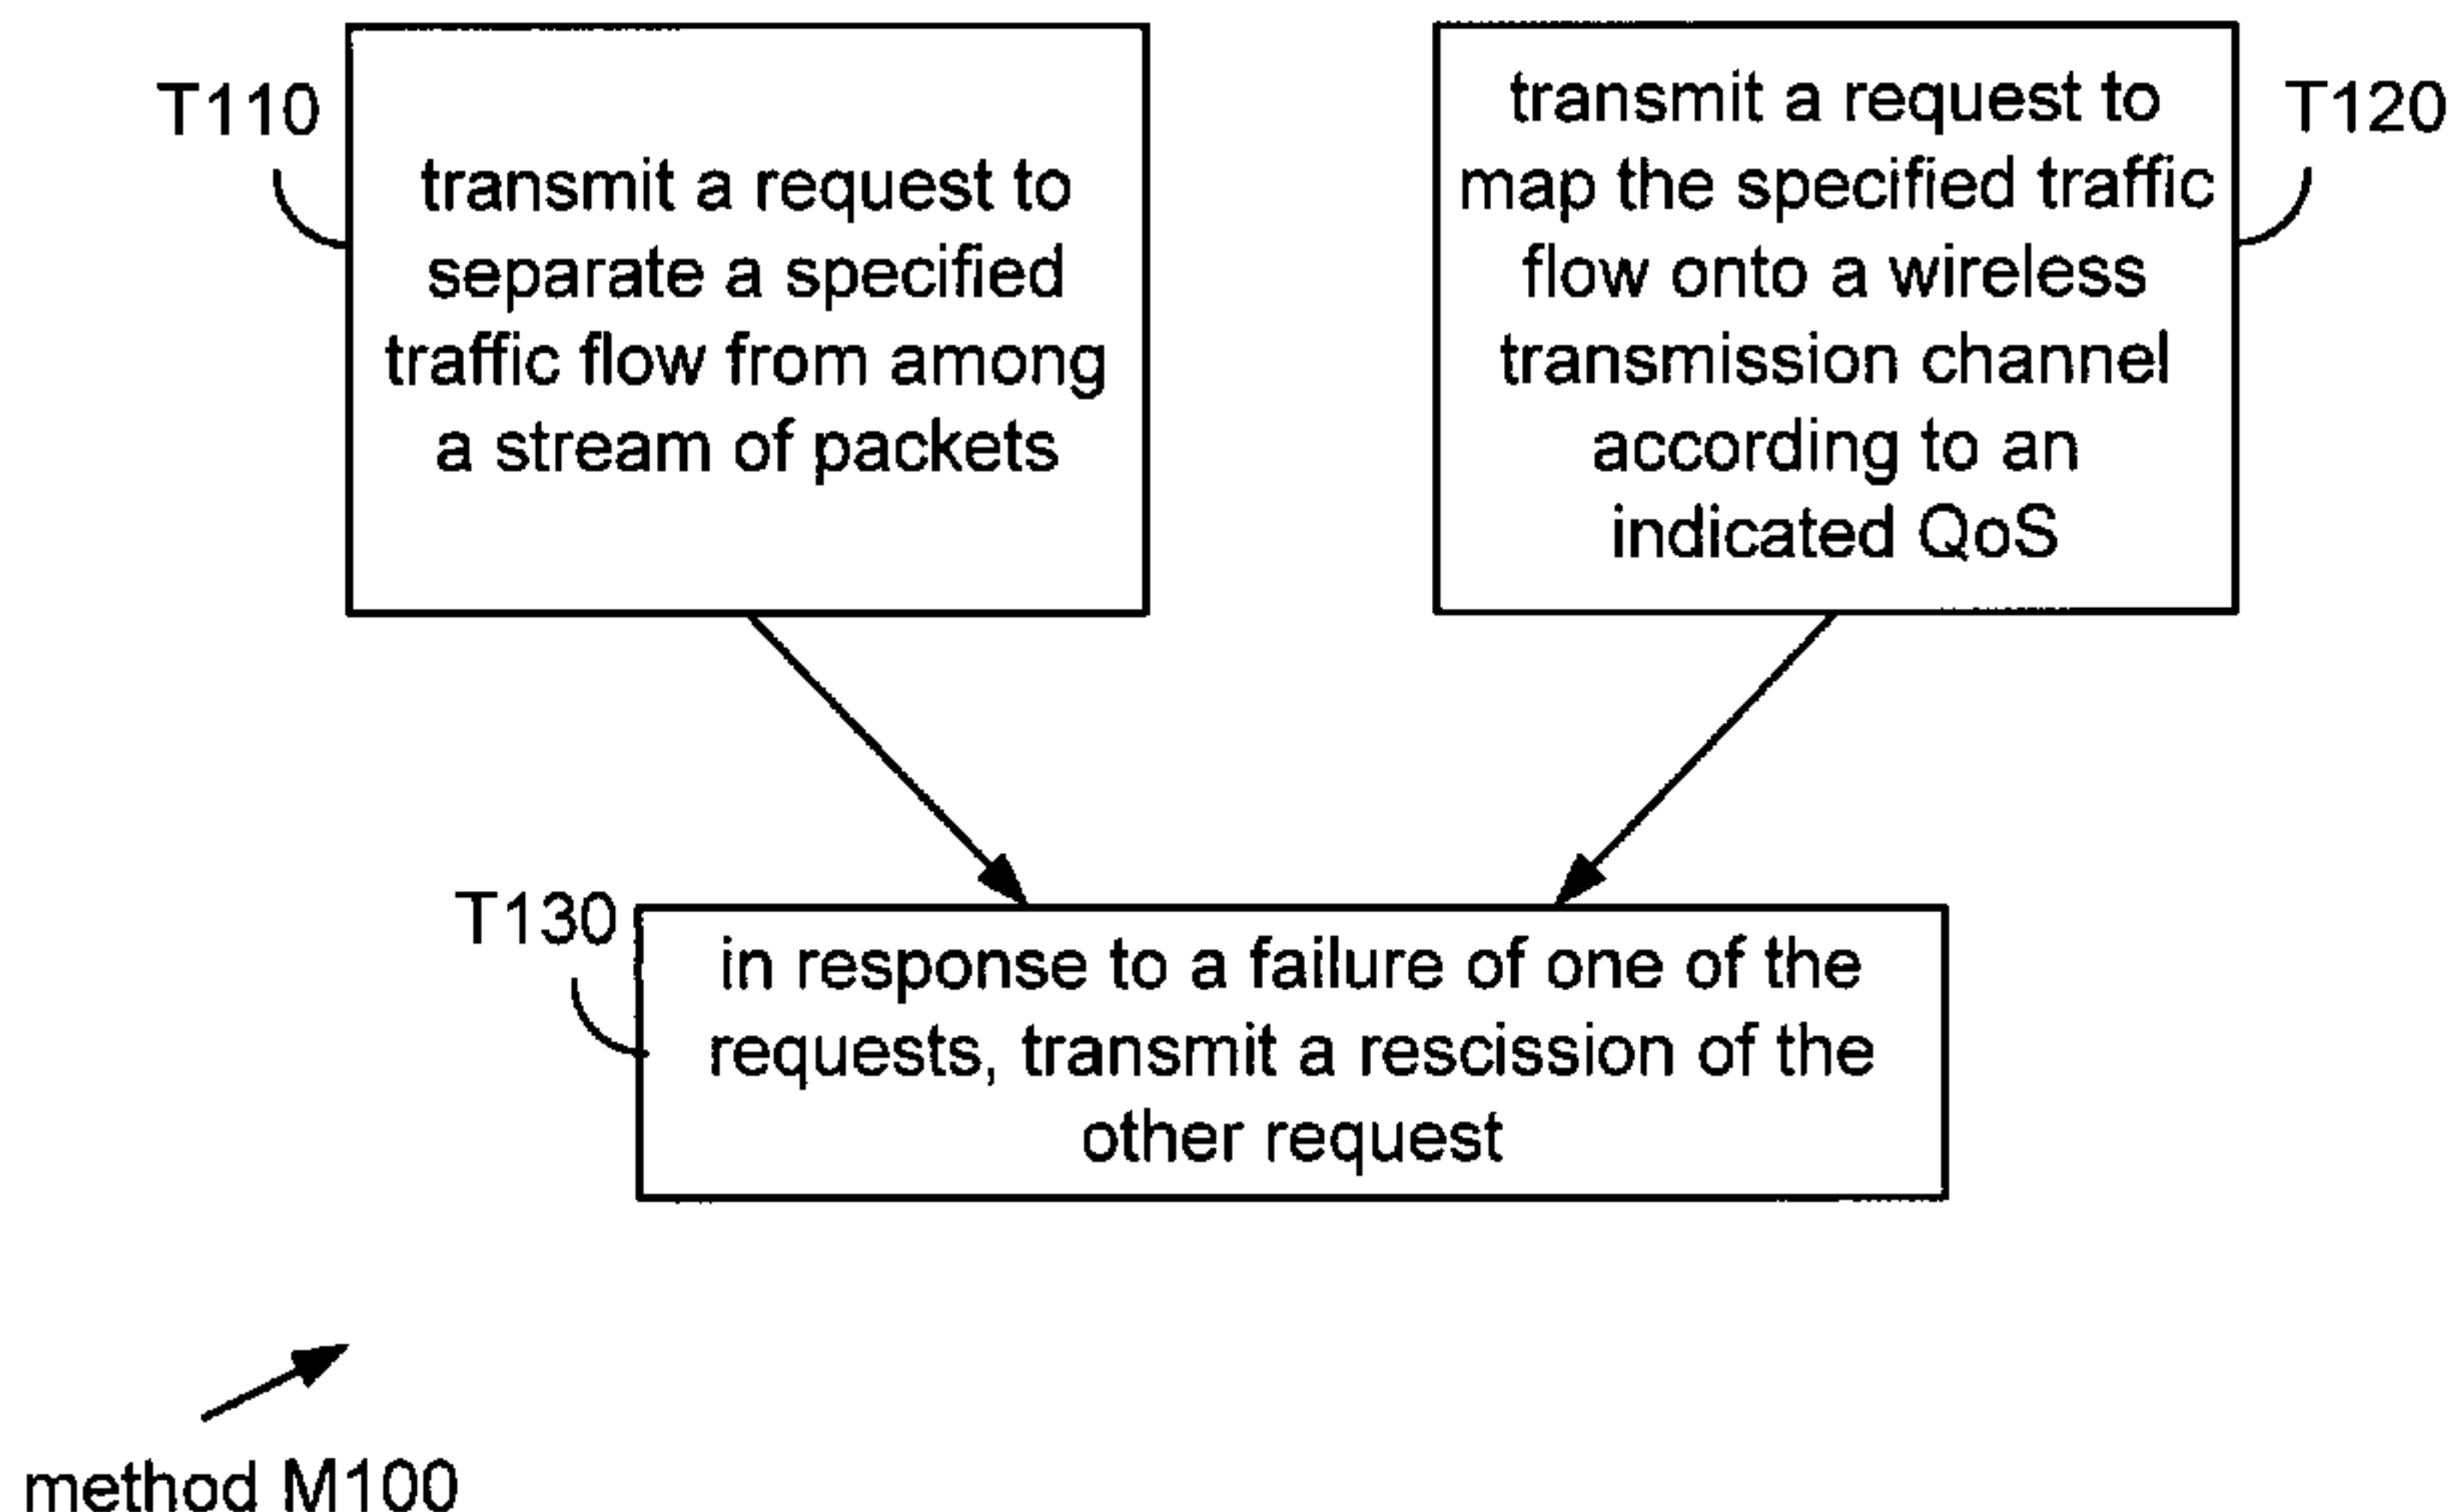 T110
transmit a request to
separate a specified
traffic flow from among
a stream of packets
transmit a request to
map the specified traffic
flow onto a wireless
transmission channel
according to an
indicated QoS
T120
T130
in response to a failure of one of the
requests, transmit a rescission of the
other request
method M100